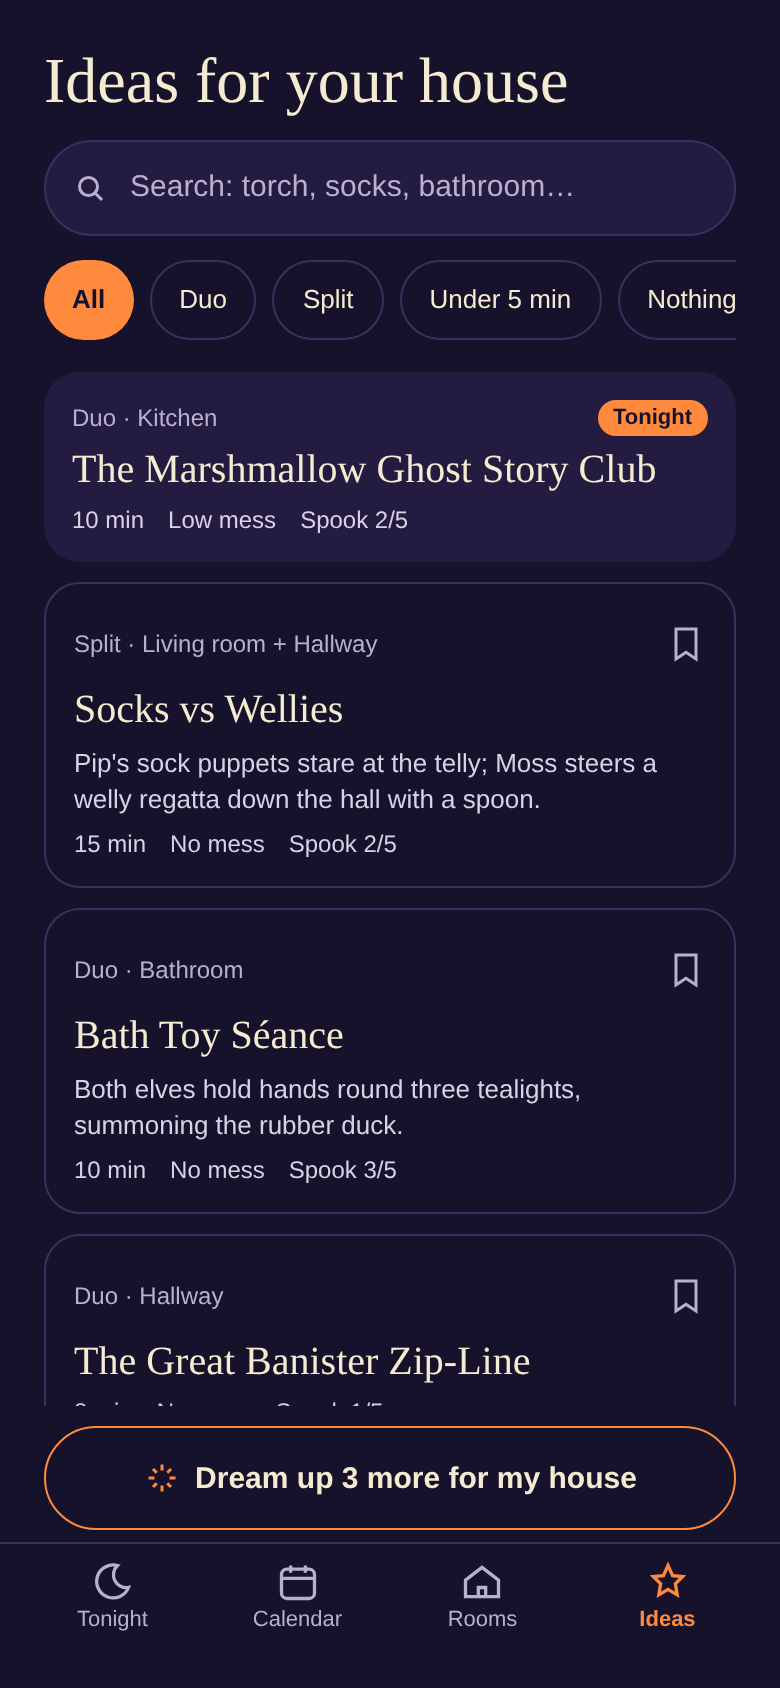 Ideas for your house
Search: torch, socks, bathroom…
All
Duo
Split
Under 5 min
Nothing
Duo · Kitchen
Tonight
The Marshmallow Ghost Story Club
10 min Low mess Spook 2/5
Split · Living room + Hallway
Socks vs Wellies
Pip's sock puppets stare at the telly; Moss steers a
welly regatta down the hall with a spoon.
15 min No mess Spook 2/5
Duo · Bathroom
Bath Toy Séance
Both elves hold hands round three tealights,
summoning the rubber duck.
10 min No mess Spook 3/5
Duo · Hallway
The Great Banister Zip-Line
Dream up 3 more for my house
Tonight
Calendar
Rooms
Ideas